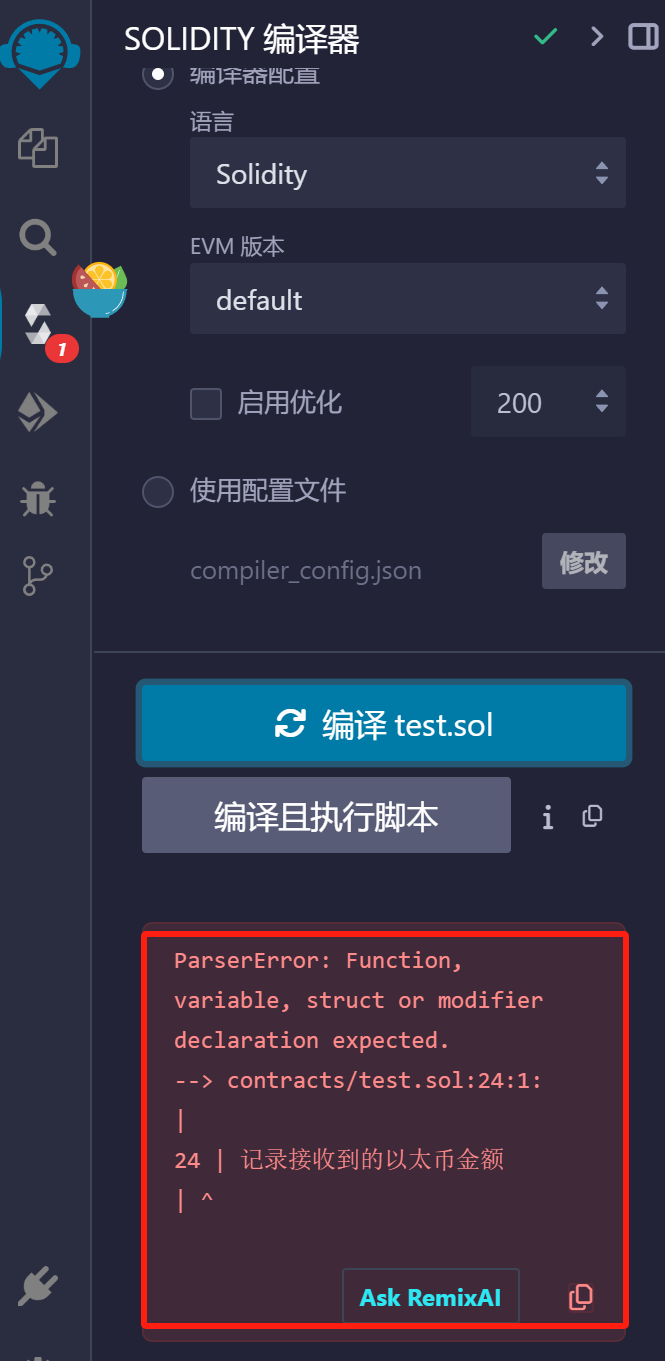 SOLIDITY 编译器
编译器配置
语言
Solidity
EVM 版本
default
启用优化
200
使用配置文件
compiler_config.json
修改
1
编译 test.sol
编译且执行脚本
ParserError: Function,
variable, struct or modifier
declaration expected.
--> contracts/test.sol:24:1:
|
24 | 记录接收到的以太币金额
| ^
Ask RemixAI